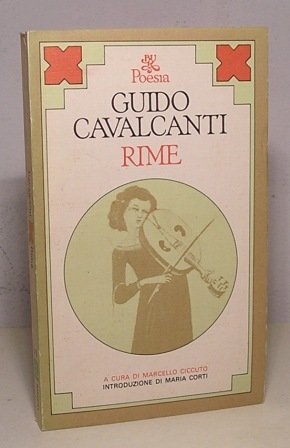 BUR
Poesia
GUIDO
CAVALCANTI
RIME
A CURA DI MARCELLO CICCUTO
INTRODUZIONE DI MARIA CORTI